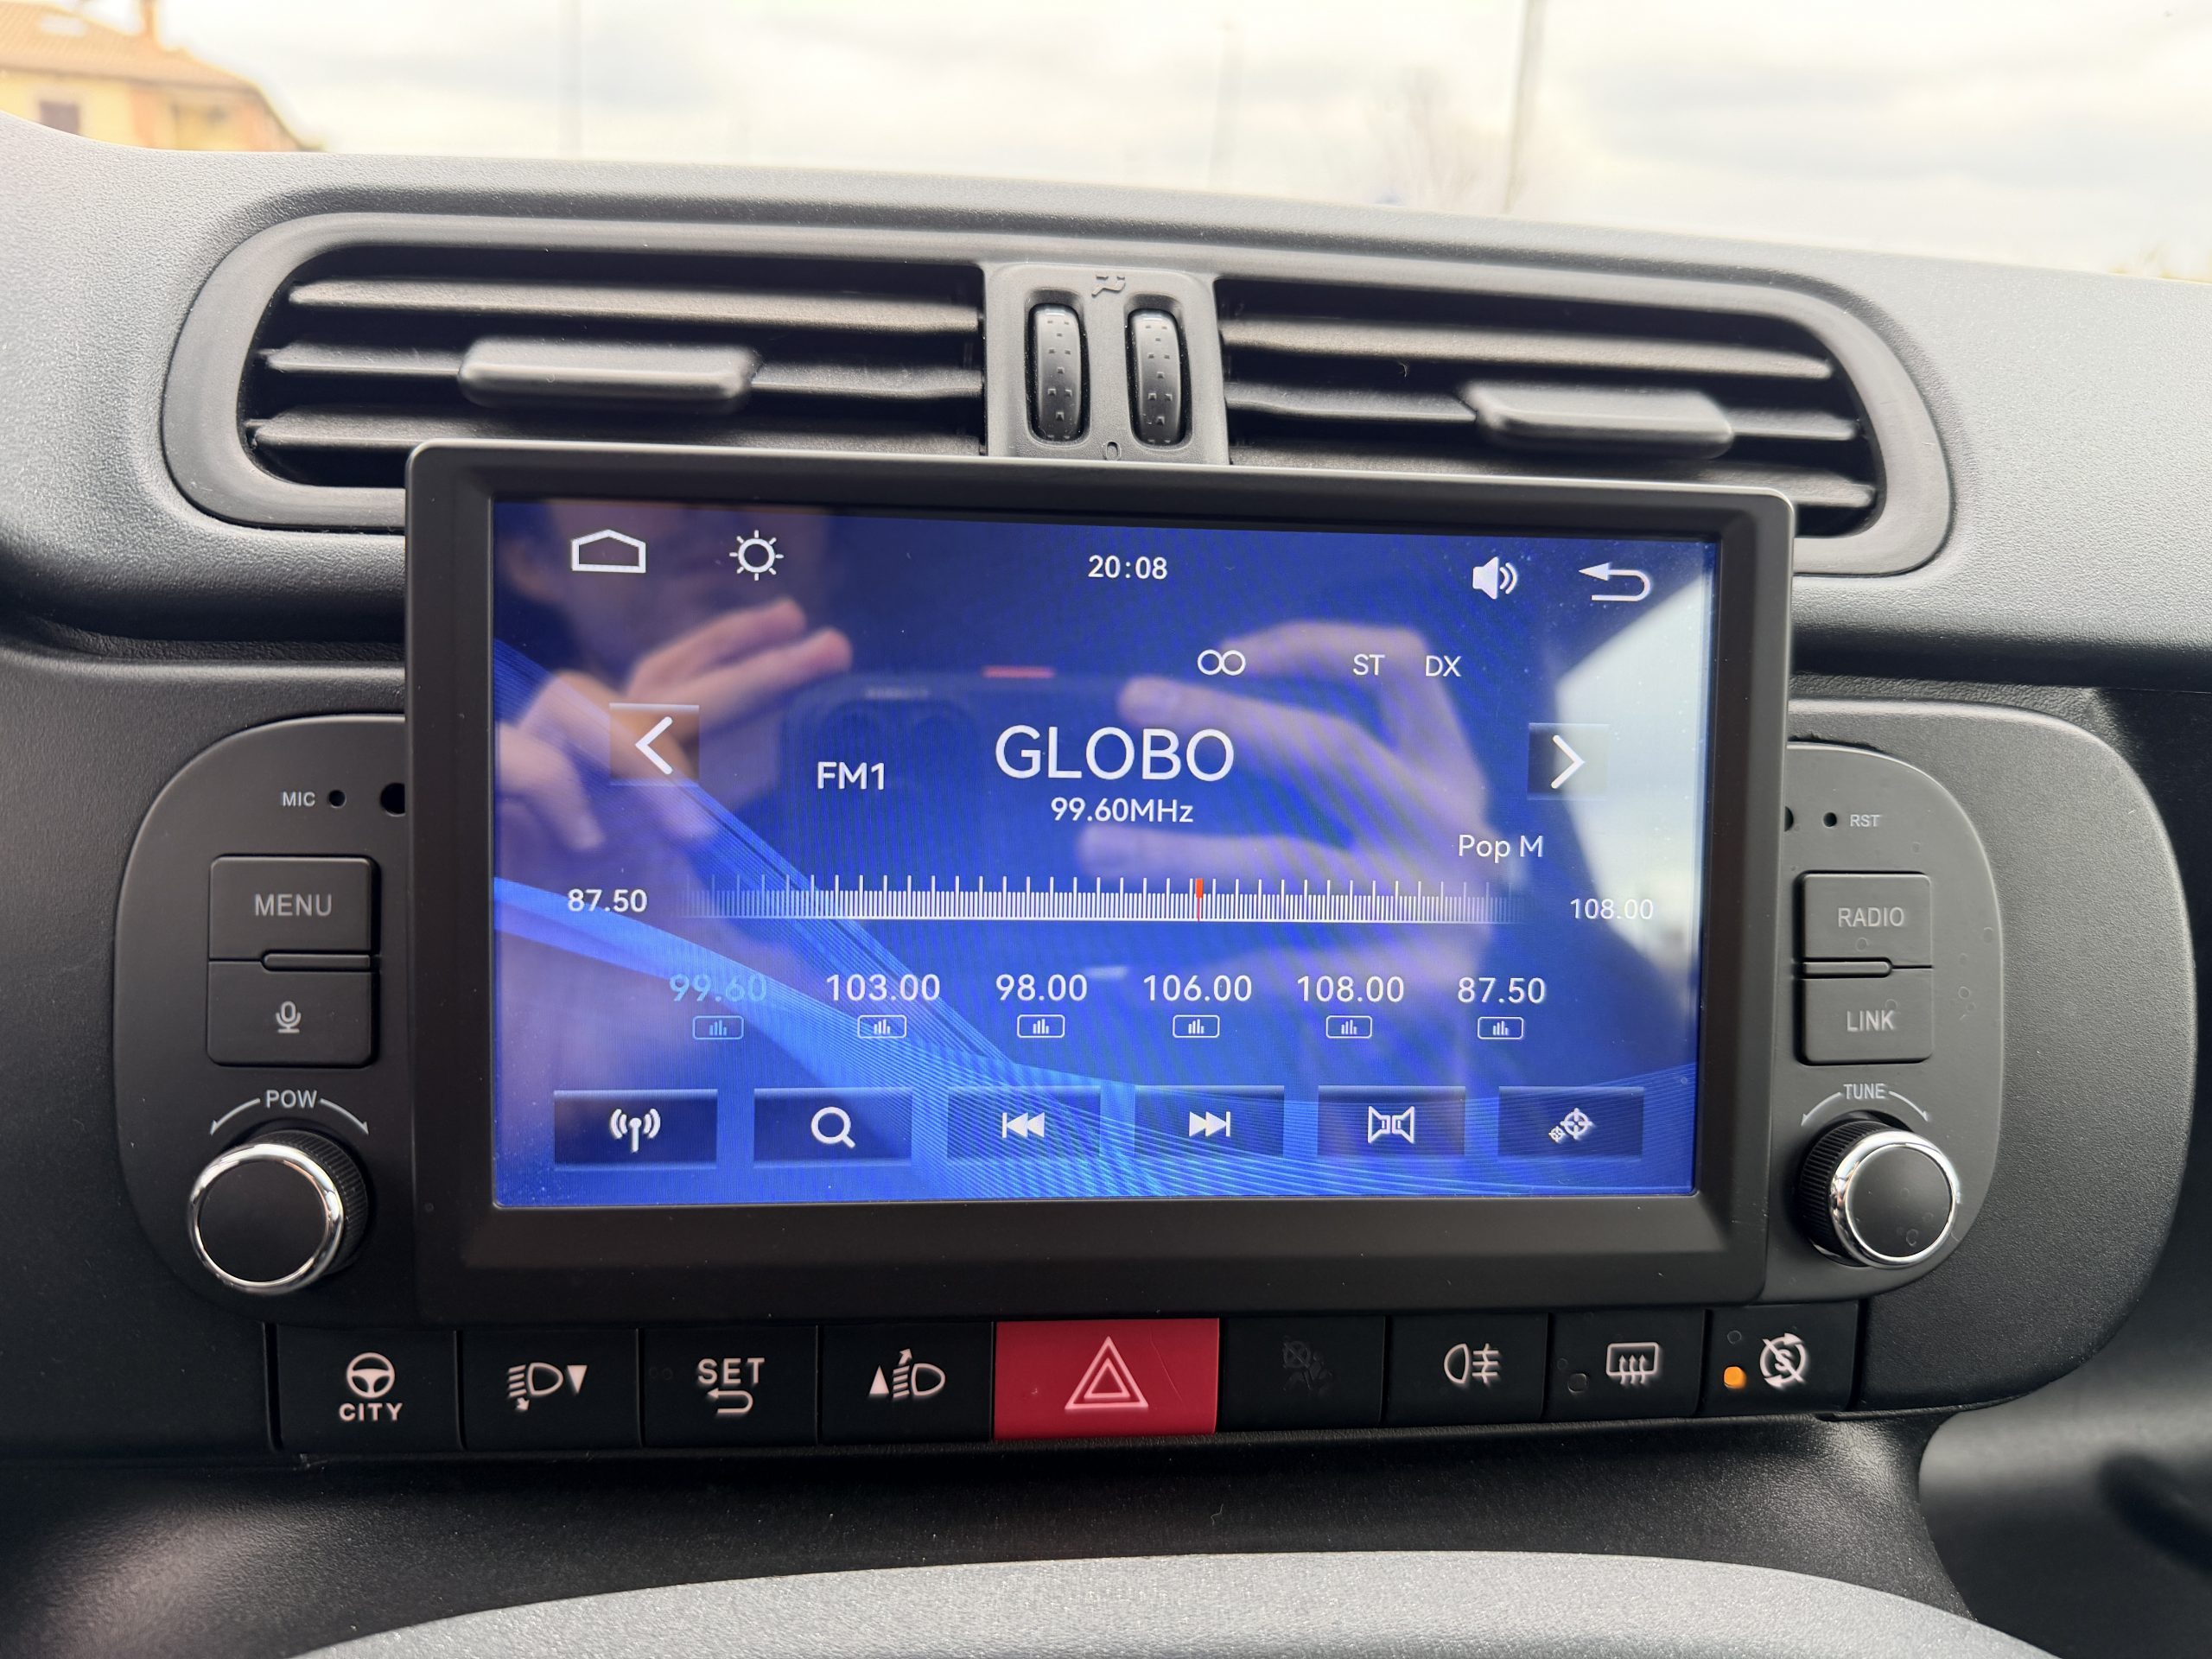 20:08
ST DX
FM1
GLOBO
99.60MHz
Pop M
87.50
108.00
99.60 103.00 98.00 106.00 108.00 87.50
MIC
MENU
POW
RST
RADIO
LINK
TUNE
CITY
SET
0